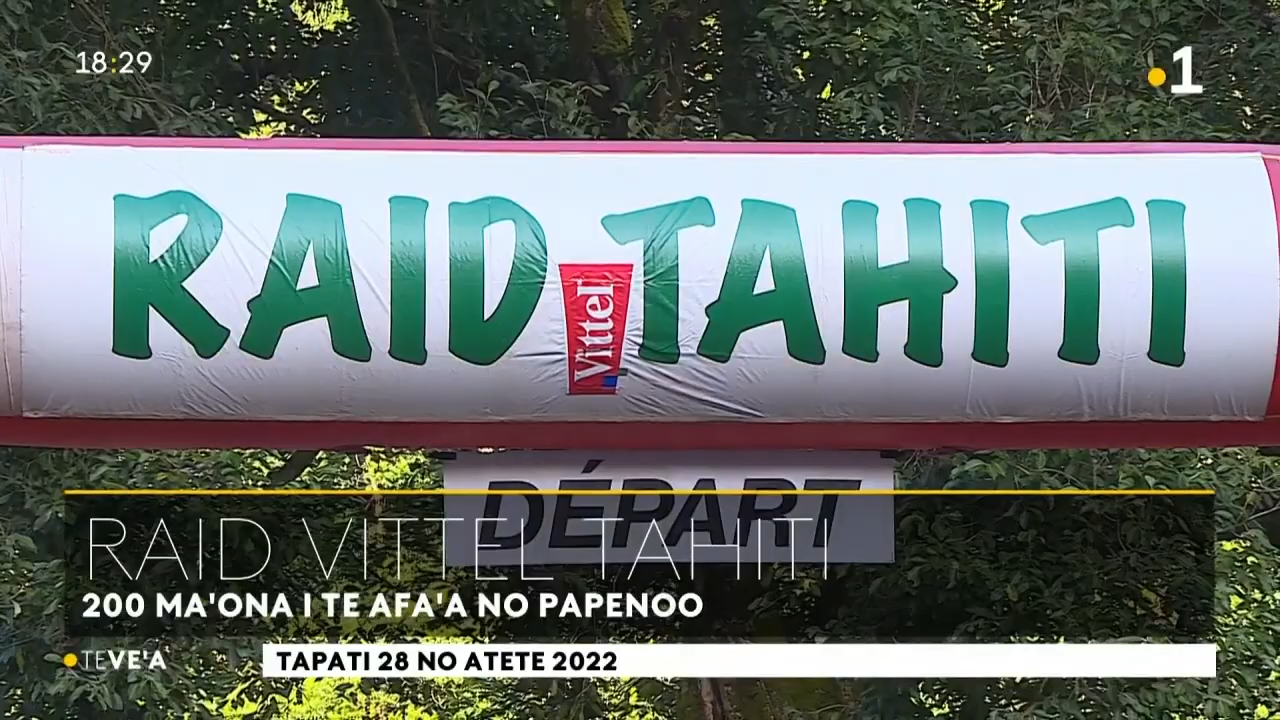 18:29
1
RAID TAHITI
Vittel
DÉPART
RAID VITTEL TAHITI
200 MA'ONA I TE AFA'A NO PAPENOO
TEVE'A
TAPATI 28 NO ATETE 2022